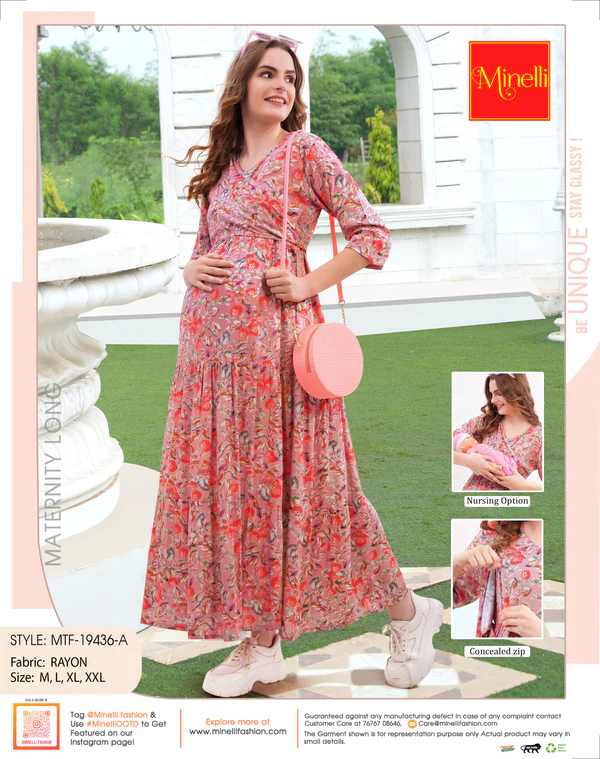 Minelli
BE UNIQUE STAY CLASSY !
MATERNITY LONG
Nursing Option
Concealed zip
STYLE: MTF-19436-A
Fabric: RAYON
Size: M, L, XL, XXL
MINELLI.FASHION
Tag @Minelli.fashion &
Use #MinelliOOTD to Get
Featured on our
Instagram page!
Explore more at
www.minellifashion.com
Guaranteed against any manufacturing defect in case of any complaint contact
Customer Care at 76767 08646, Care@minellifashion.com
The Garment shown is for representation purpose only Actual product may vary in
small details.